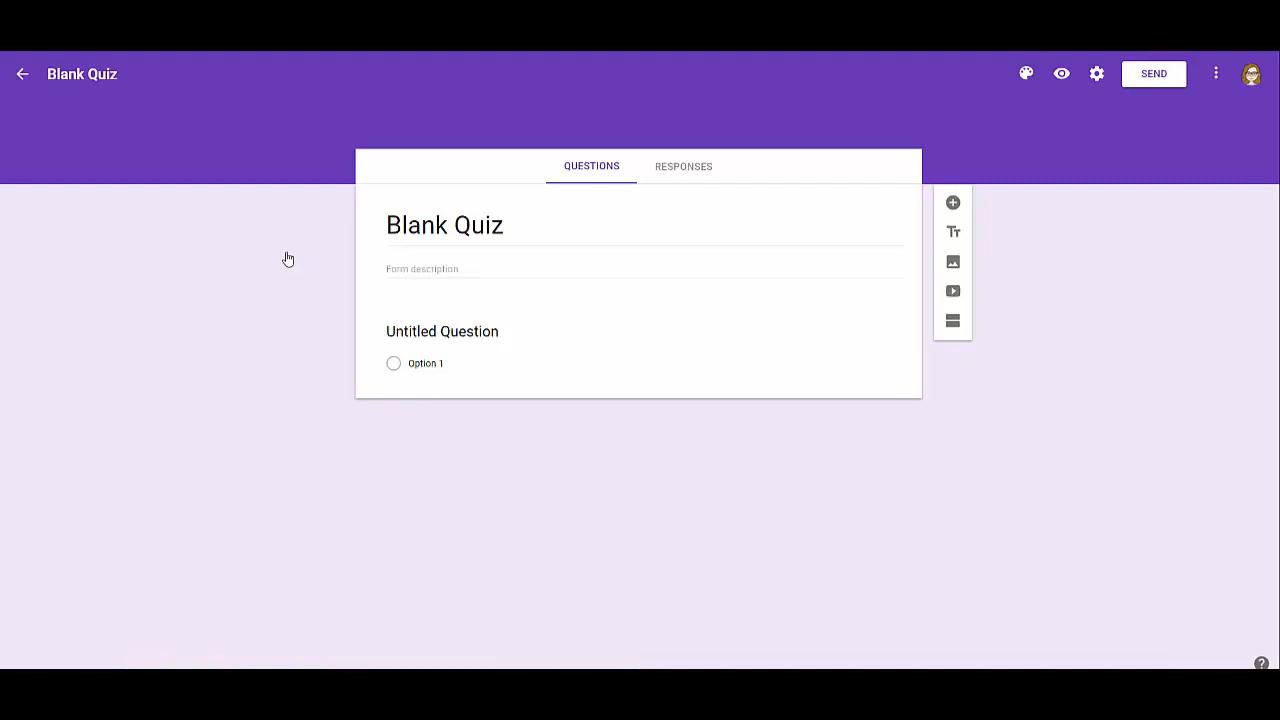 Blank Quiz
SEND
QUESTIONS RESPONSES
Blank Quiz
Form description
Untitled Question
Option 1